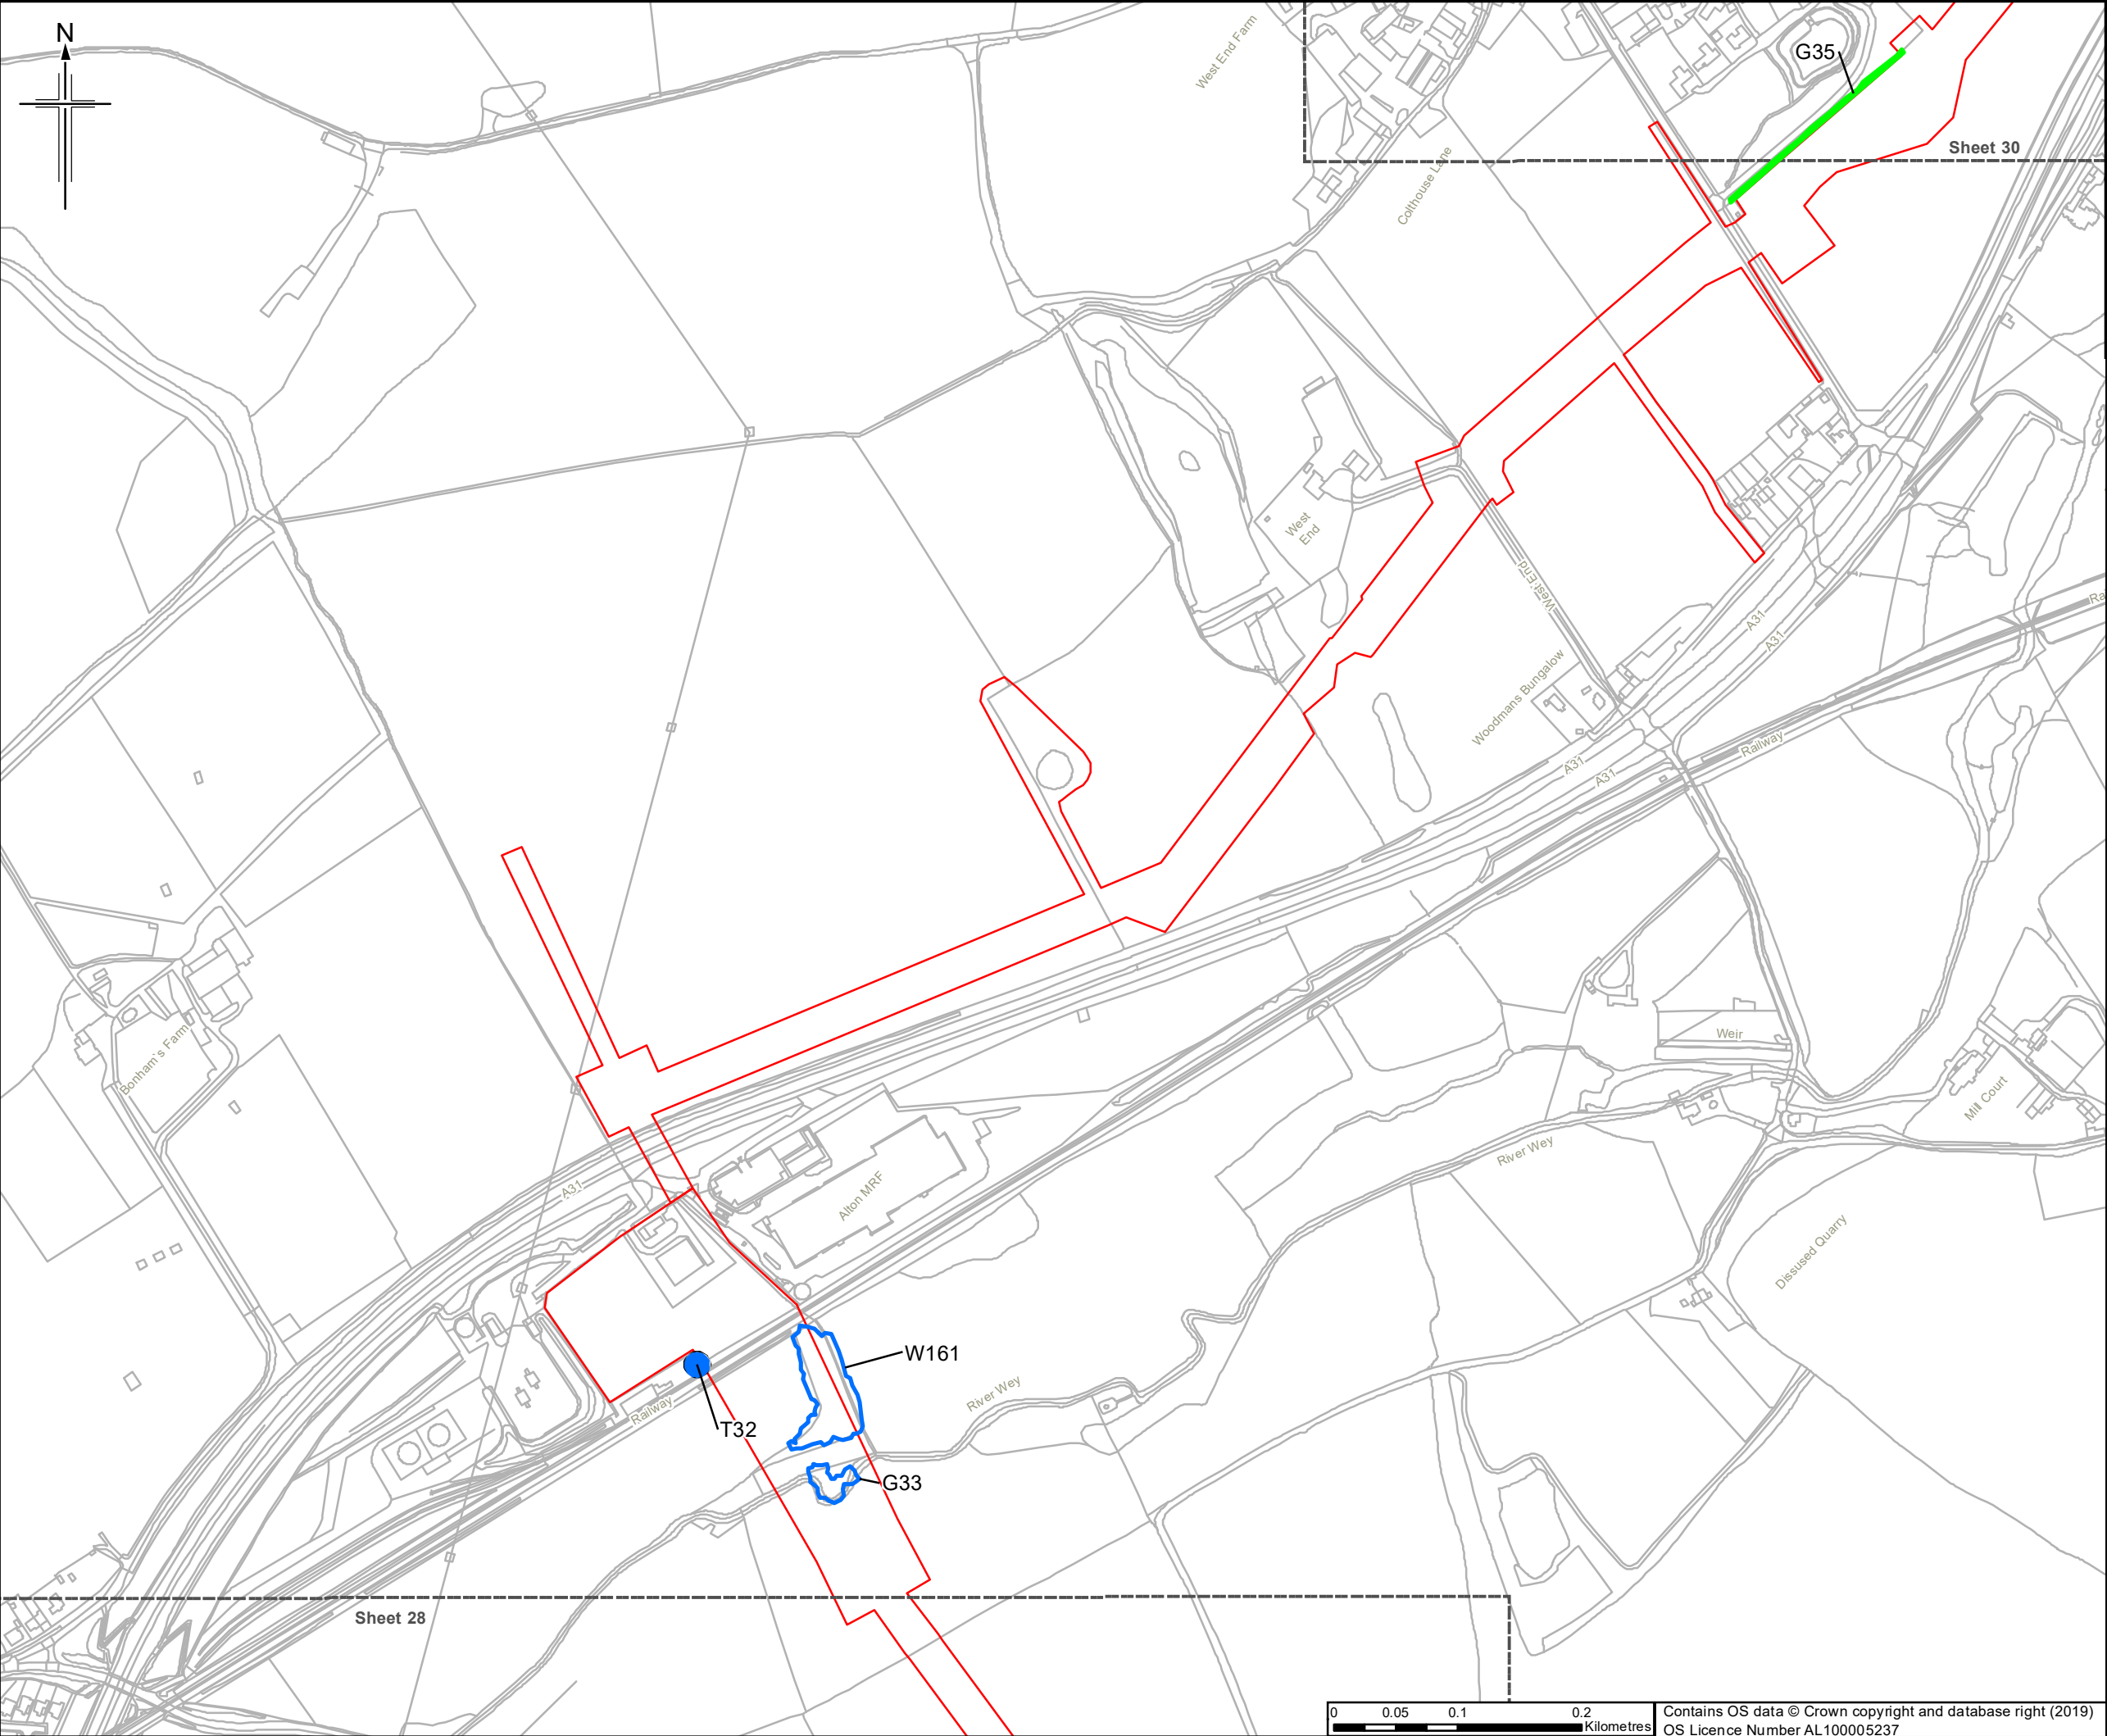 N
West End Farm
G35
Sheet 30
Colthouse Lane
West
End
West End
Woodmans Bungalow
A31
A31
Railway
A31
A31
Bonham's Farm
Weir
Mill Court
River Wey
Alton MRF
A31
Dissused Quarry
W161
River Wey
Railway
T32
G33
Sheet 28
0 0.05 0.1 0.2
Kilometres
Contains OS data © Crown copyright and database right (2019)
OS Licence Number AL100005237